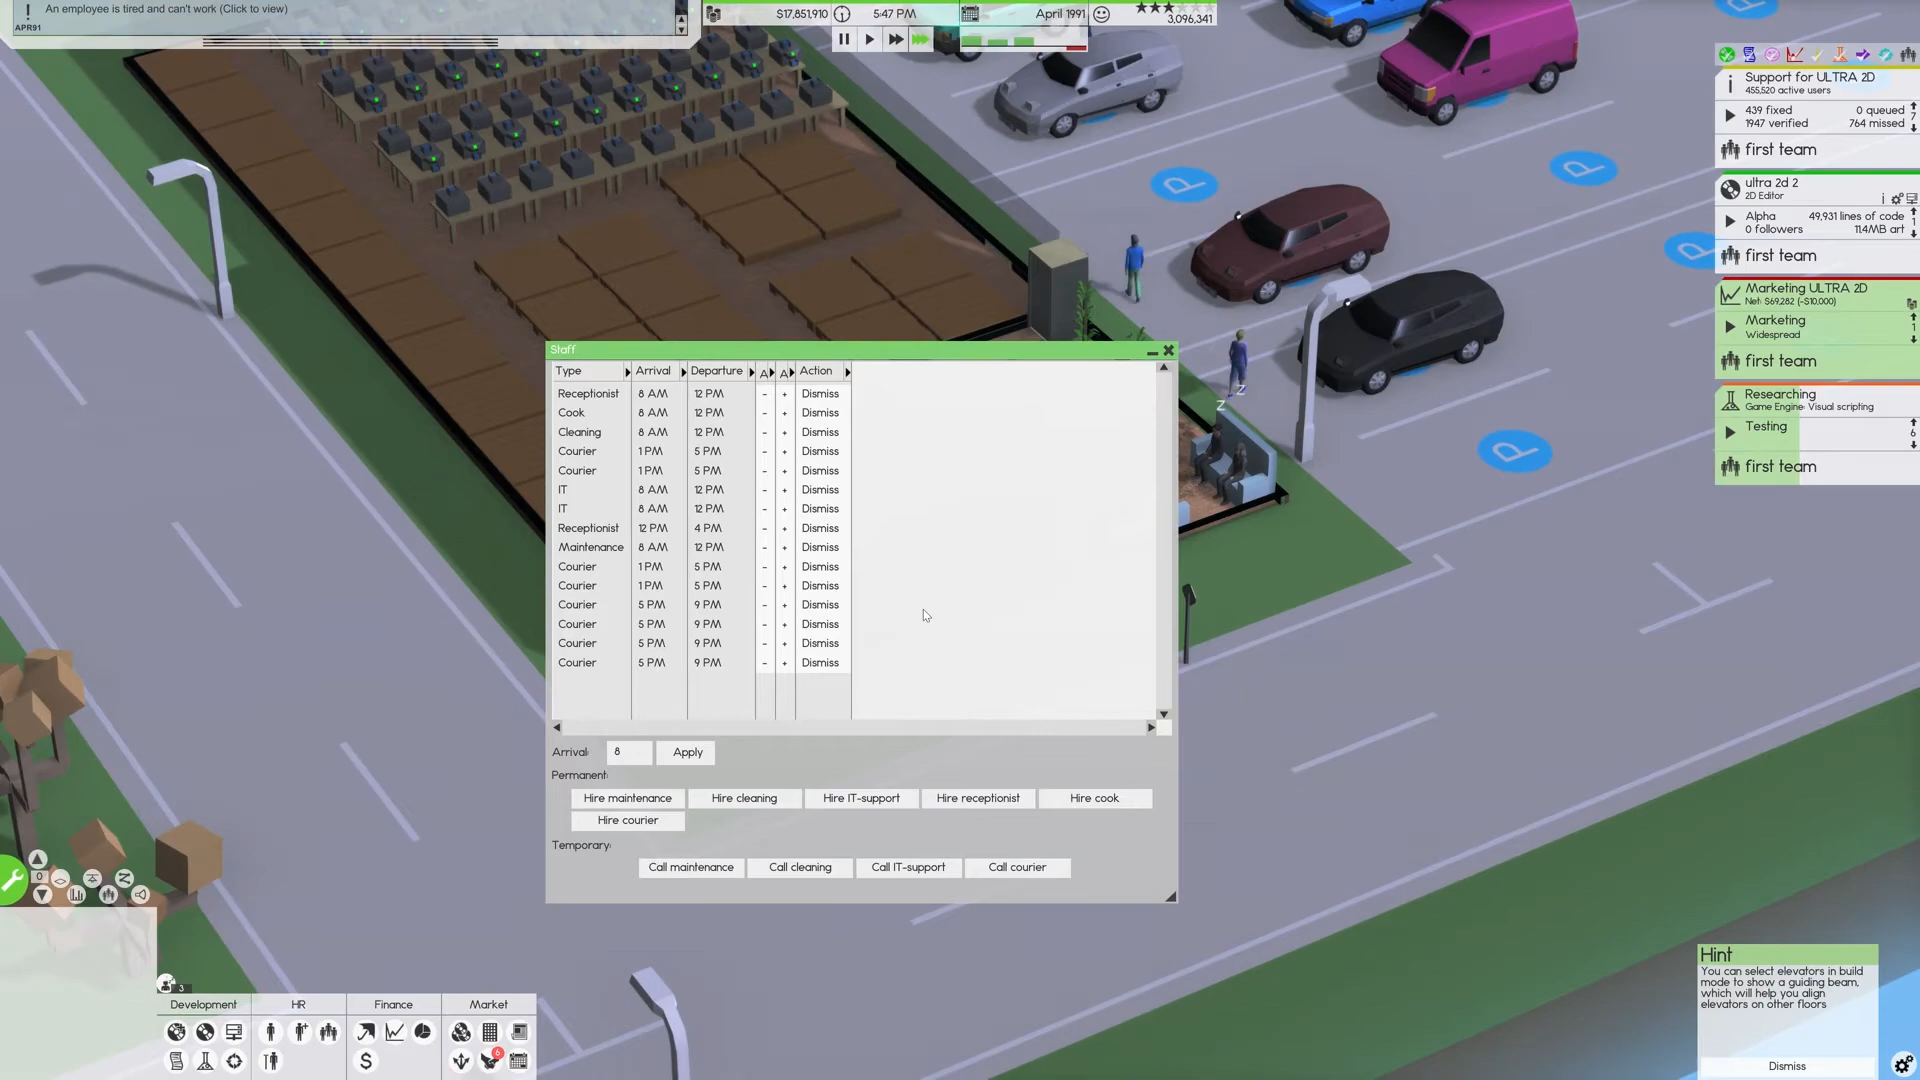 An employee is tired and can't work (Click to view)
APR91
$17,851,910
5:47 PM
April 1991
3,096,341
Support for ULTRA 2D
455,520 active users
439 fixed 0 queued
1947 verified 764 missed
7
first team
ultra 2d 2
2D Editor
Alpha 49,931 lines of code
0 followers 11.4MB art
1
first team
Marketing ULTRA 2D
Net: $69,282 (-$10,000)
Marketing
Widespread
1
first team
Researching
Game Engine: Visual scripting
Testing
6
first team
Staff
Type Arrival Departure A A Action
Receptionist 8 AM 12 PM - + Dismiss
Cook 8 AM 12 PM - + Dismiss
Cleaning 8 AM 12 PM - + Dismiss
Courier 1 PM 5 PM - + Dismiss
Courier 1 PM 5 PM - + Dismiss
IT 8 AM 12 PM - + Dismiss
IT 8 AM 12 PM - + Dismiss
Receptionist 12 PM 4 PM - + Dismiss
Maintenance 8 AM 12 PM - + Dismiss
Courier 1 PM 5 PM - + Dismiss
Courier 1 PM 5 PM - + Dismiss
Courier 5 PM 9 PM - + Dismiss
Courier 5 PM 9 PM - + Dismiss
Courier 5 PM 9 PM - + Dismiss
Courier 5 PM 9 PM - + Dismiss
Arrival: 8 Apply
Permanent:
Hire maintenance Hire cleaning Hire IT-support Hire receptionist Hire cook
Hire courier
Temporary:
Call maintenance Call cleaning Call IT-support Call courier
Z
Z
P
P
P
P
0
3
Development HR Finance Market
6
Hint
You can select elevators in build
mode to show a guiding beam,
which will help you align
elevators on other floors
Dismiss